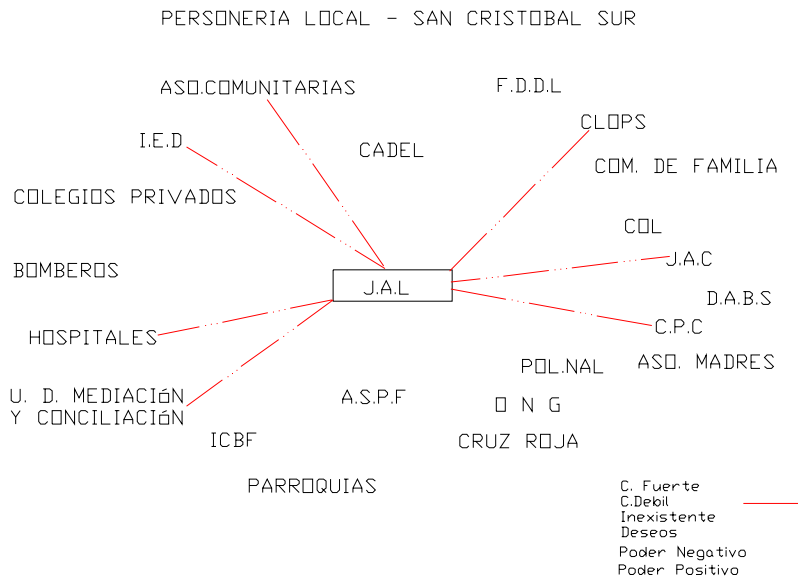 PERSONERIA LOCAL - SAN CRISTOBAL SUR
F.D.D.L
ASO.COMUNITARIAS
CLOPS
I.E.D
CADEL
COM. DE FAMILIA
COLEGIOS PRIVADOS
COL
J.A.C
BOMBEROS
J.A.L
D.A.B.S
C.P.C
HOSPITALES
POL.NAL
ASO. MADRES
U. D. MEDIACIóN
Y CONCILIACIóN
A.S.P.F
O N G
ICBF
CRUZ ROJA
PARROQUIAS
C. Fuerte
C.Debil
Inexistente
Deseos
Poder Negativo
Poder Positivo